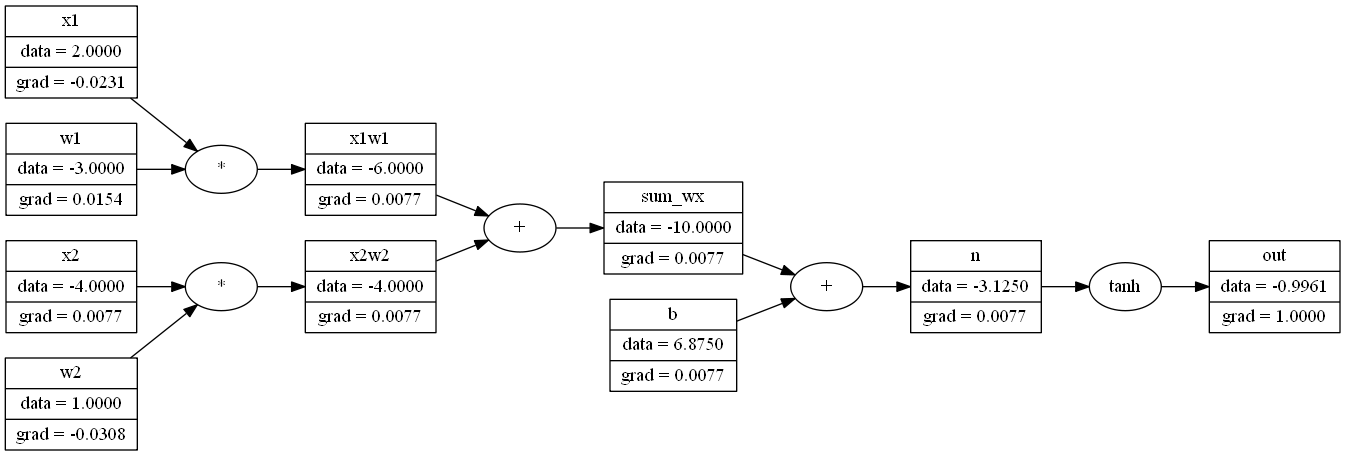 x1
data = 2.0000
grad = -0.0231
w1
data = -3.0000
grad = 0.0154
x2
data = -4.0000
grad = 0.0077
w2
data = 1.0000
grad = -0.0308
*
*
x1w1
data = -6.0000
grad = 0.0077
x2w2
data = -4.0000
grad = 0.0077
+
sum_wx
data = -10.0000
grad = 0.0077
b
data = 6.8750
grad = 0.0077
+
n
data = -3.1250
grad = 0.0077
tanh
out
data = -0.9961
grad = 1.0000